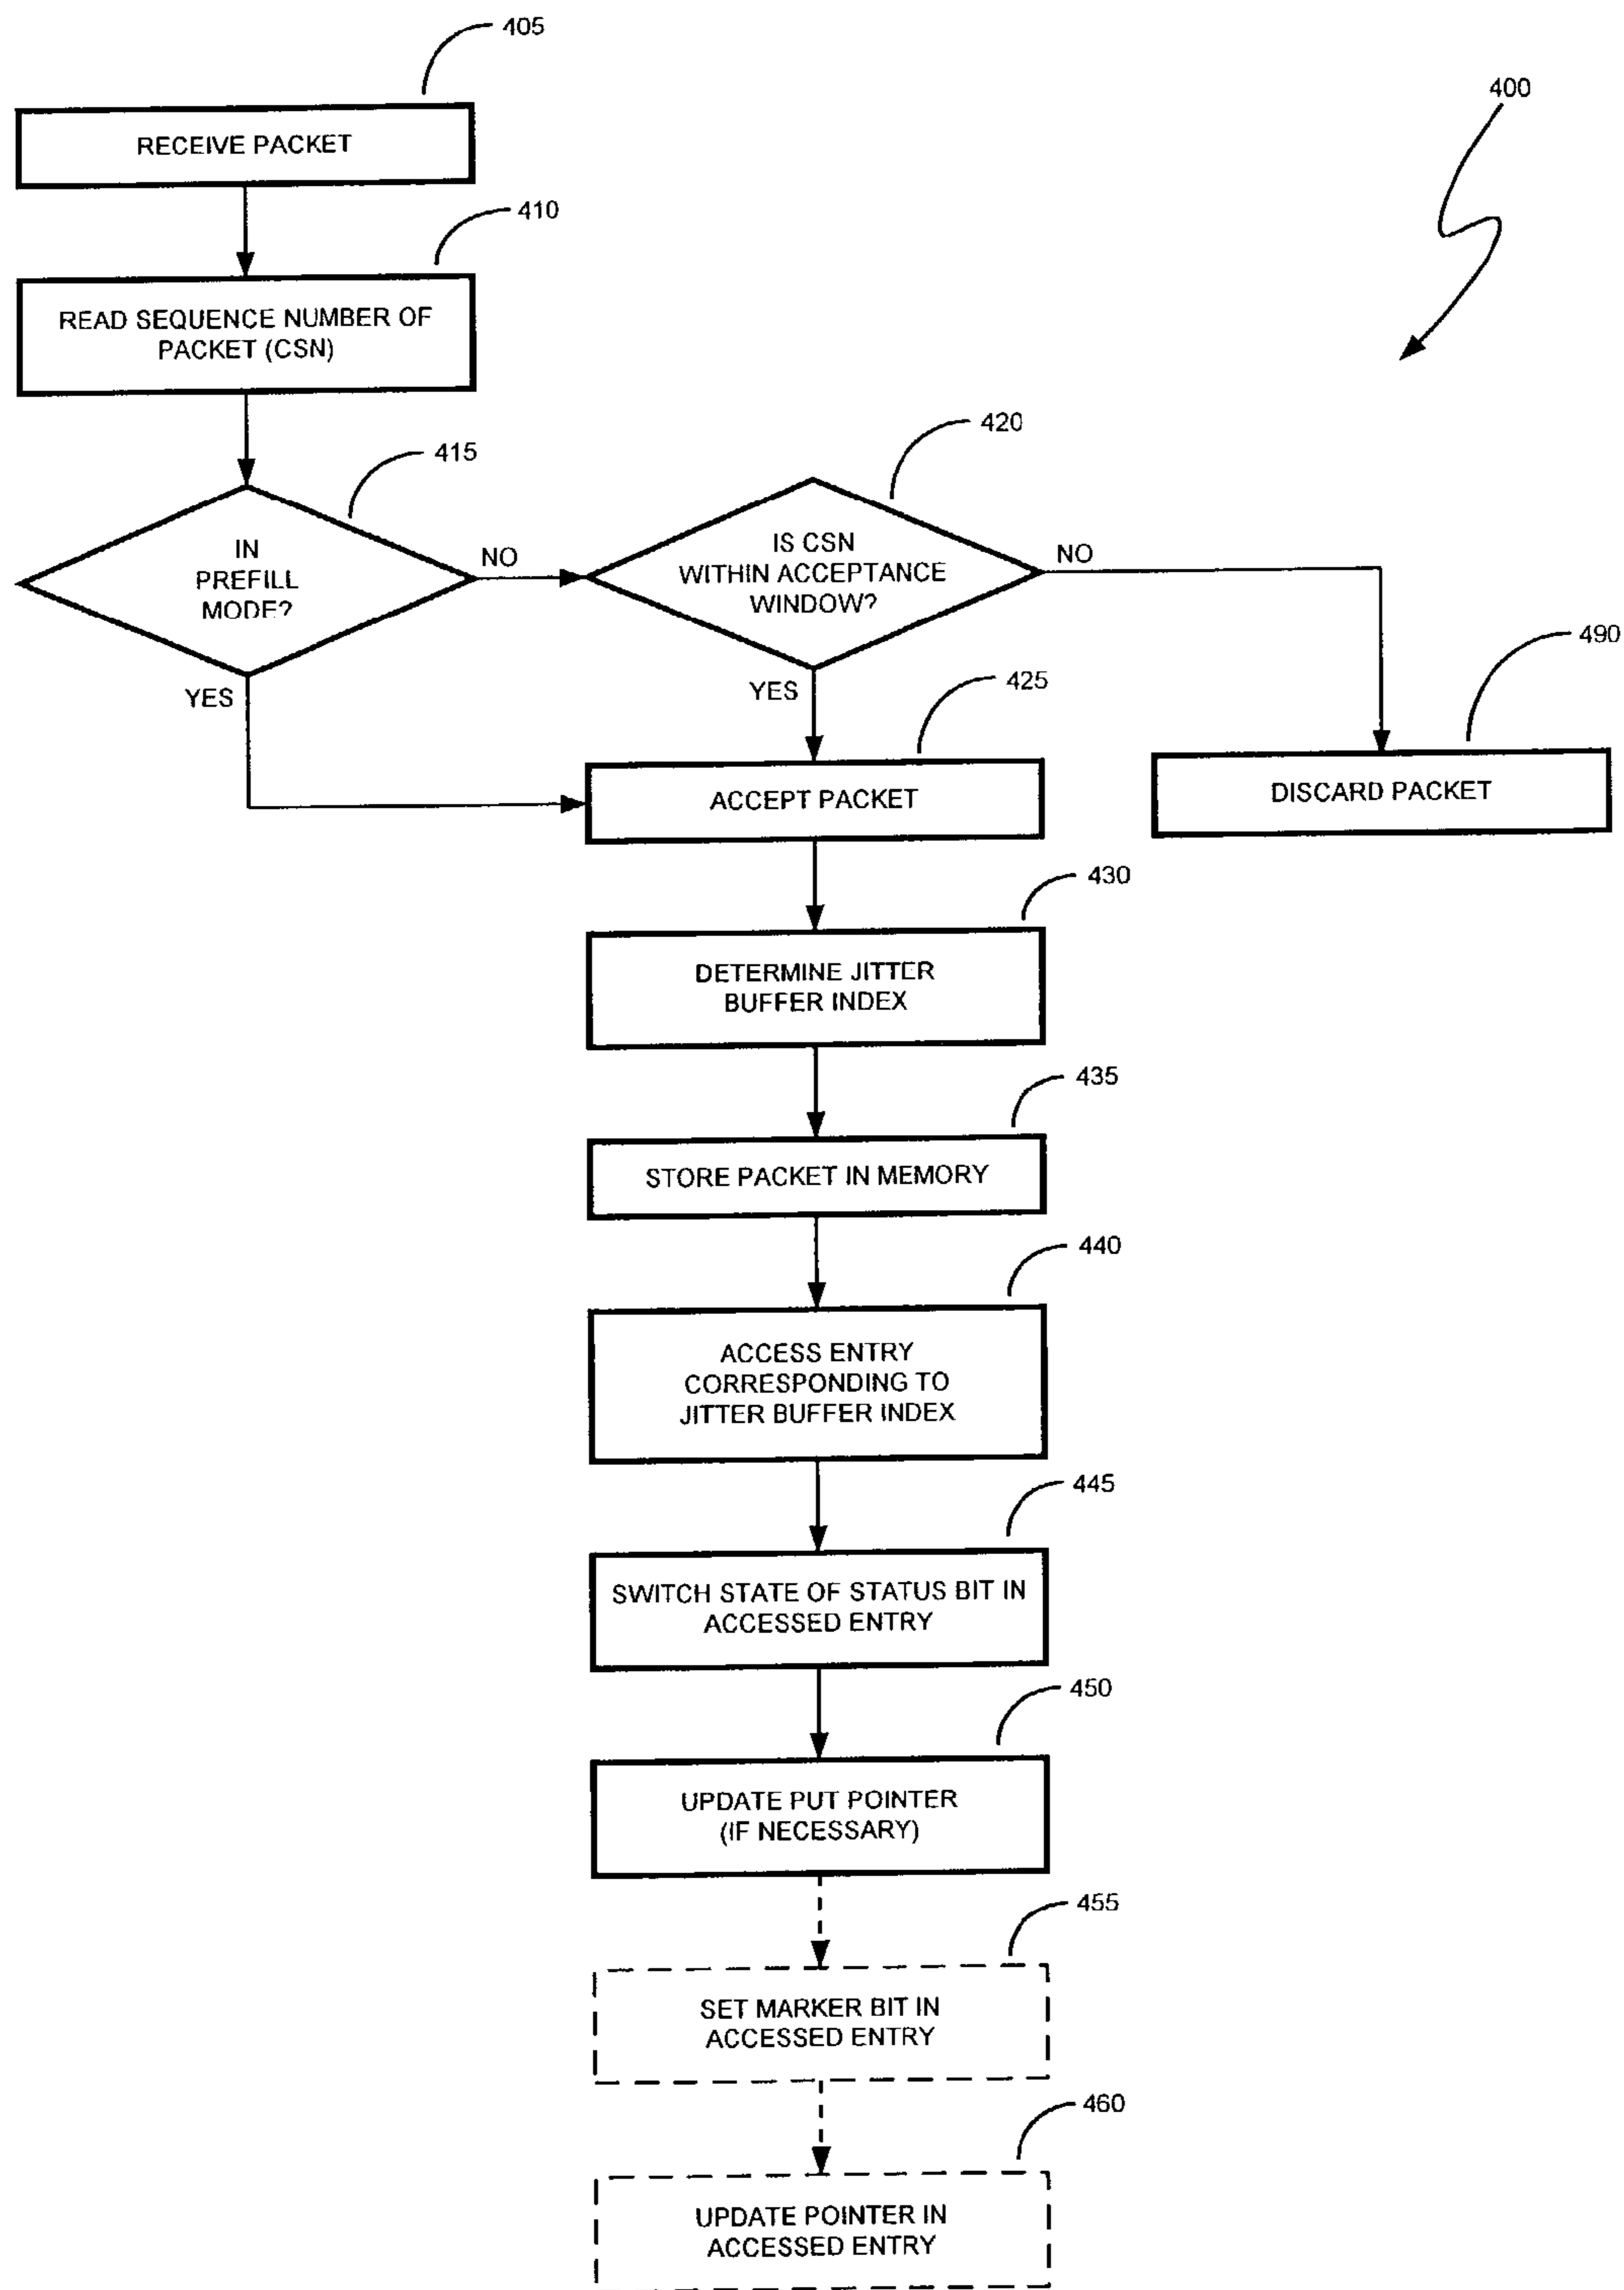 405
400
RECEIVE PACKET
410
READ SEQUENCE NUMBER OF
PACKET (CSN)
415
420
IN
PREFILL
MODE?
NO
IS CSN
WITHIN ACCEPTANCE
WINDOW?
NO
490
YES
YES
425
ACCEPT PACKET
DISCARD PACKET
430
DETERMINE JITTER
BUFFER INDEX
435
STORE PACKET IN MEMORY
440
ACCESS ENTRY
CORRESPONDING TO
JITTER BUFFER INDEX
445
SWITCH STATE OF STATUS BIT IN
ACCESSED ENTRY
450
UPDATE PUT POINTER
(IF NECESSARY)
455
SET MARKER BIT IN
ACCESSED ENTRY
460
UPDATE POINTER IN
ACCESSED ENTRY